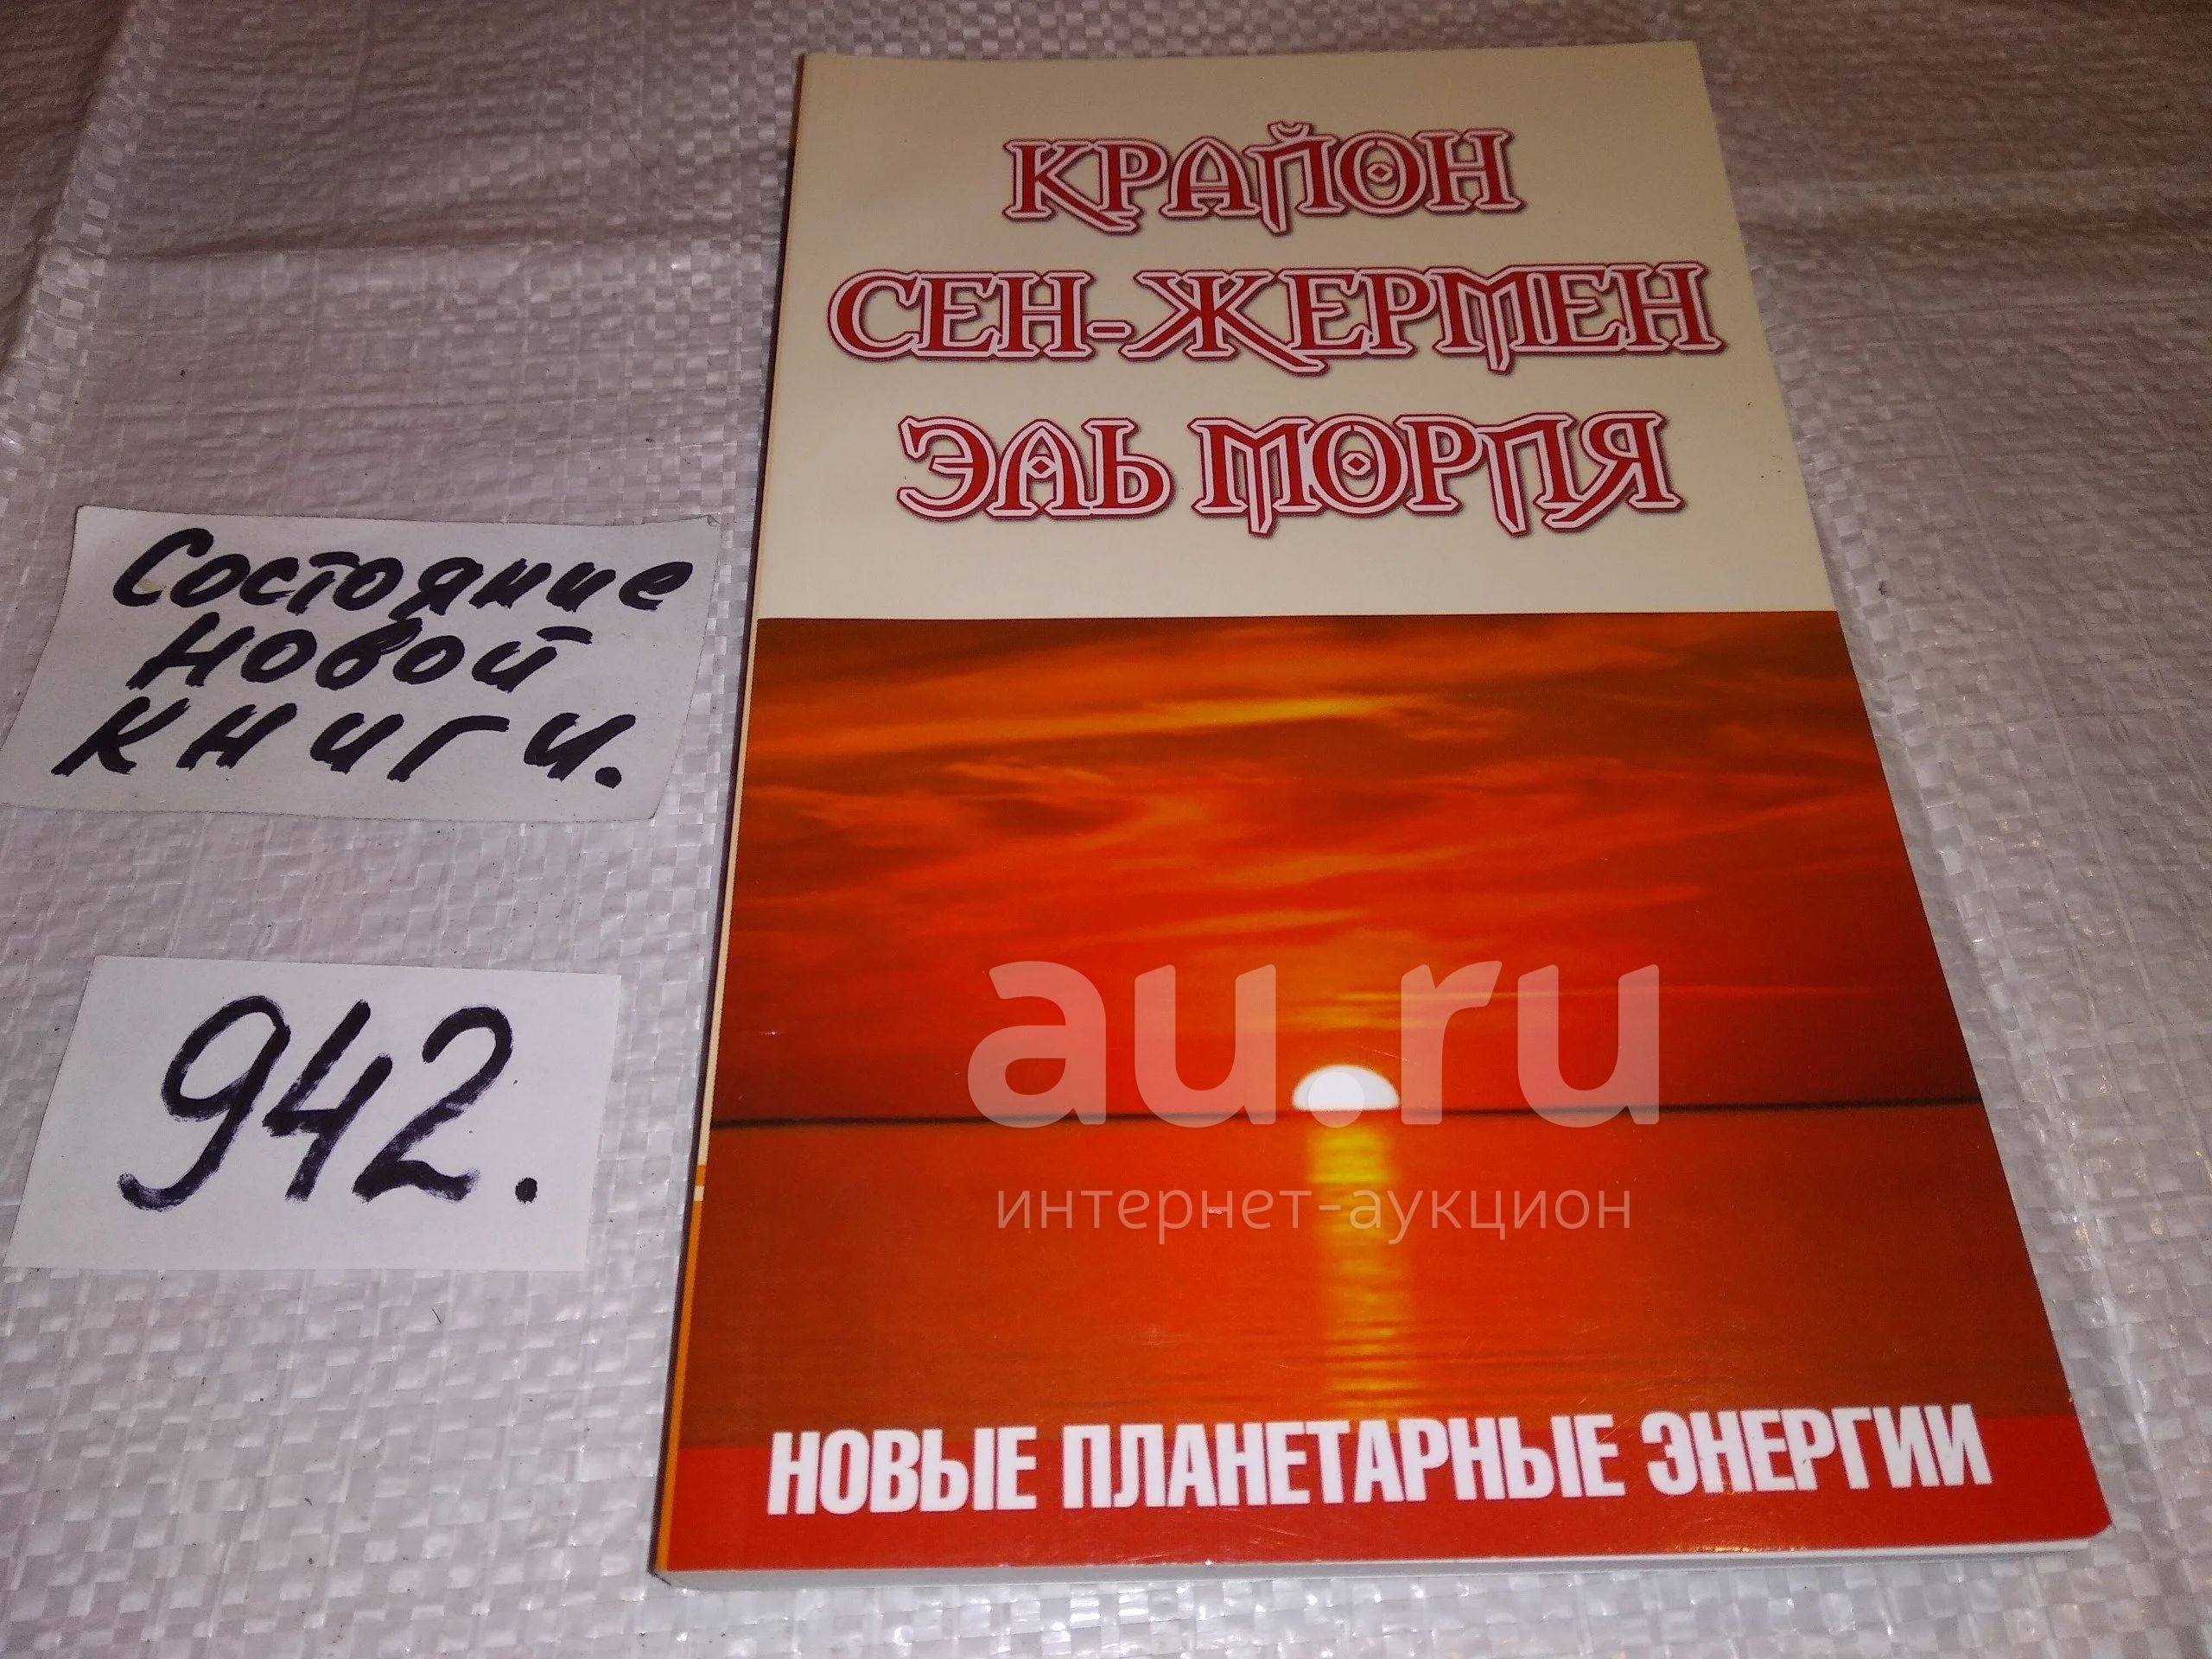 КРАЙОН
СЕН-ЖЕРМЕН
ЭЛЬ МОРИЯ
Состояние
новой
книги.
942.
au.ru
интернет-аукцион
НОВЫЕ ПЛАНЕТАРНЫЕ ЭНЕРГИИ